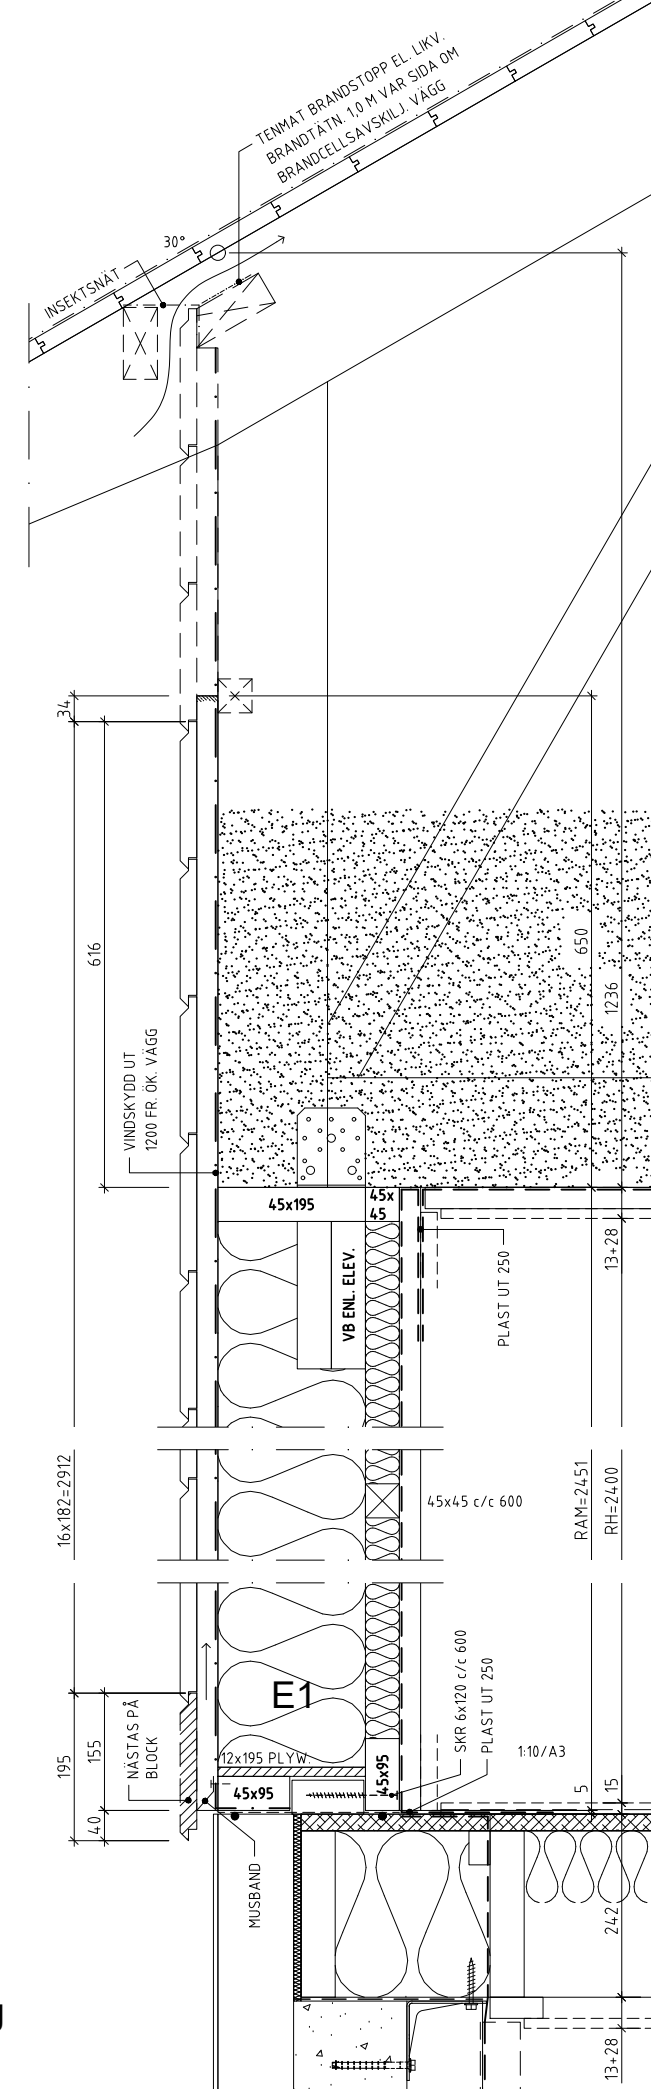 TENMAT BRANDSTOPP EL. LIKV.
BRANDTÄTN. 1,0 M VAR SIDA OM
BRANDCELLSAVSKILJ. VÄGG
30°
INSEKTSNÄT
34
616
650
1236
VINDSKYDD UT
1200 FR. ÖK. VÄGG
45x195
45x
45
13+28
VB ENL. ELEV.
PLAST UT 250
16x182=2912
45x45 c/c 600
RAM=2451
RH=2400
E1
SKR 6x120 c/c 600
PLAST UT 250
195
155
NÄSTAS PÅ
BLOCK
12x195 PLYW.
1:10/A3
45x95
45x95
5
15
40
MUSBAND
242
13+28